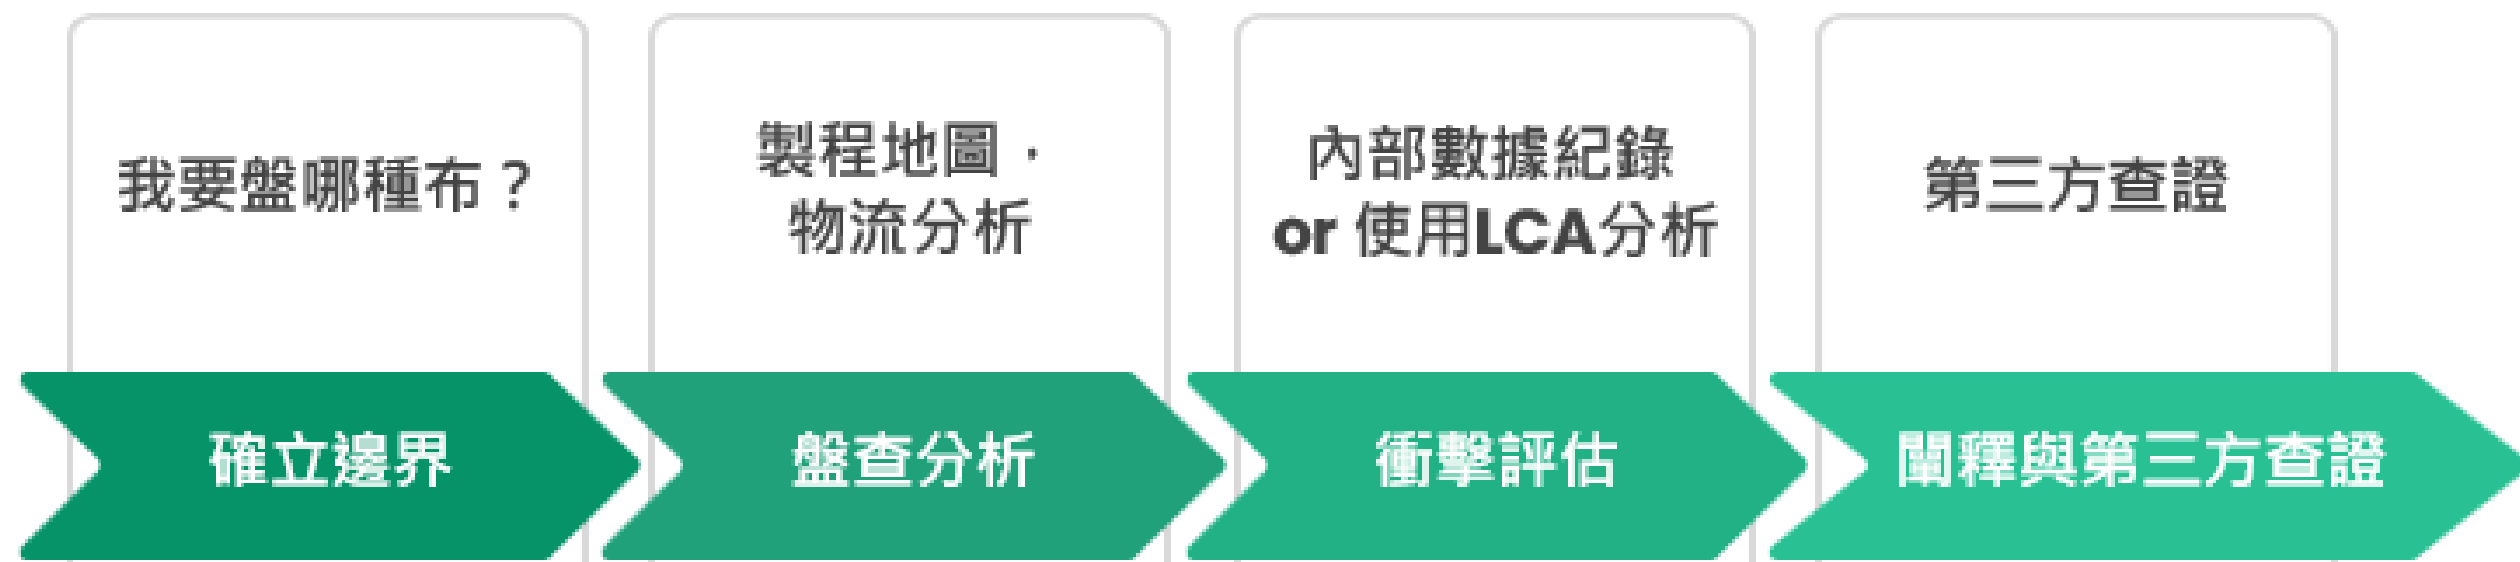 我要盤哪種布？
製程地圖．
物流分析
內部數據紀錄
or 使用LCA分析
第三方查證
確立邊界
盤查分析
衝擊評估
闡釋與第三方查證